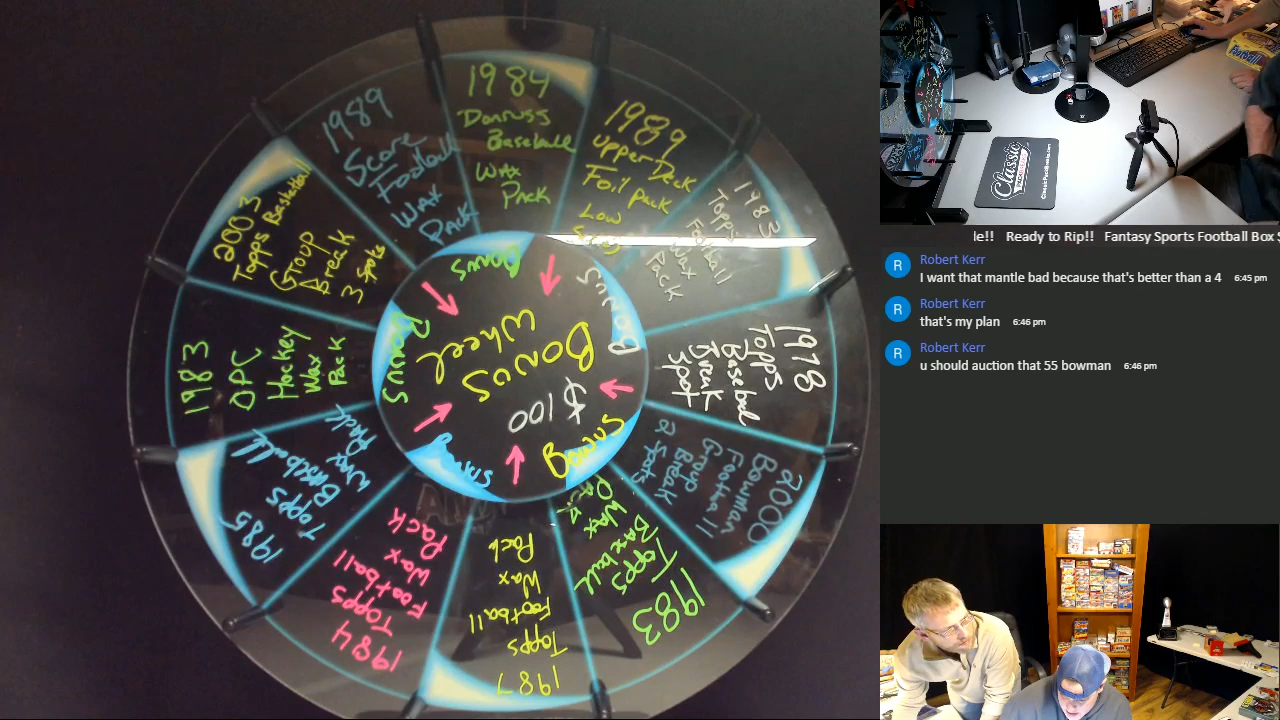 1984
Donruss
Baseball
Wax
Pack
1989
Upper Deck
Foil pack
Low
Series
1983
Topps
Football
Wax
Pack
1978
Topps
Baseball
Break
Spot
2000
Bowman
Football
Group
Break
2 Spots
1983
Topps
Baseball
Wax
Pack
1987
Topps
Football
Wax
Pack
1984
Topps
Football
Wax
Pack
1985
Topps
Baseball
Wax
Pack
1983
OPC
Hockey
Wax
Pack
2003
Topps Basketball
Group
Break
3 Spots
1989
Score
Football
Wax
Pack
Bonus
Bonus
Bonus
Bonus
Bonus
Wheel
$100
Classic
le!! Ready to Rip!! Fantasy Sports Football Box S
R
Robert Kerr
I want that mantle bad because that's better than a 4 6:45 pm
R
Robert Kerr
that's my plan 6:46 pm
R
Robert Kerr
u should auction that 55 bowman 6:46 pm